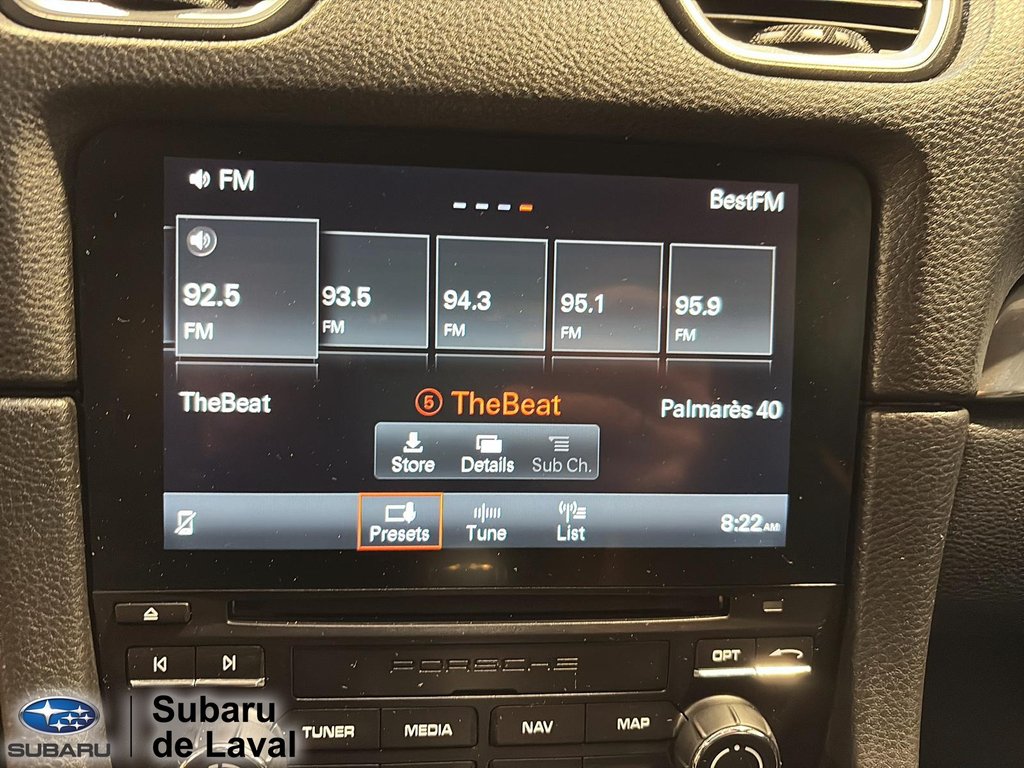 FM
BestFM
92.5
FM
93.5
FM
94.3
FM
95.1
FM
95.9
FM
TheBeat
5 TheBeat
Palmarès 40
Store Details Sub Ch.
Presets Tune List 8:22 AM
PORSCHE
OPT
TUNER MEDIA NAV MAP
SUBARU
Subaru
de Laval